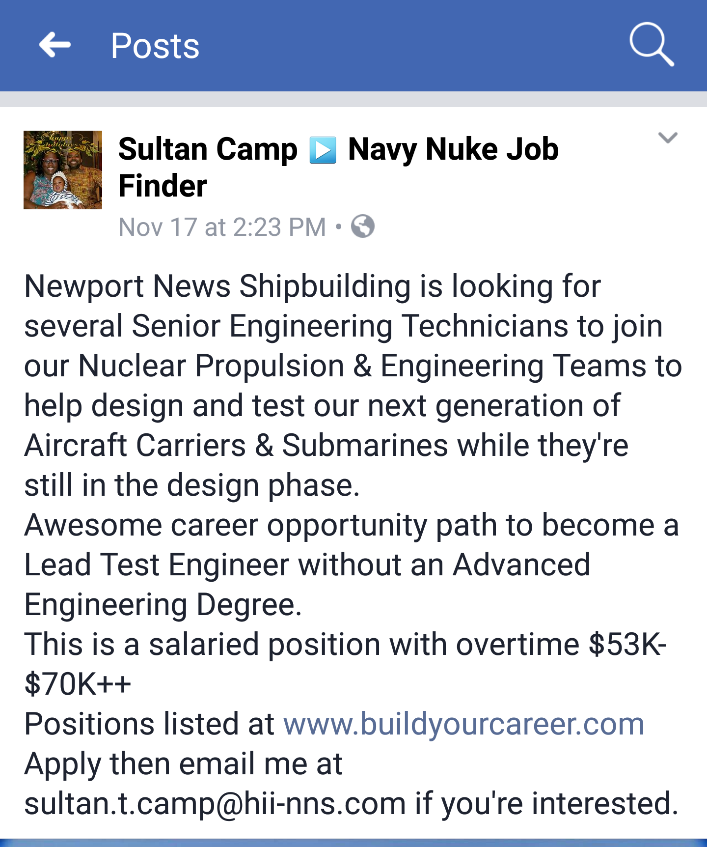 Posts
Sultan Camp ▶ Navy Nuke Job
Finder
Nov 17 at 2:23 PM •
Newport News Shipbuilding is looking for
several Senior Engineering Technicians to join
our Nuclear Propulsion & Engineering Teams to
help design and test our next generation of
Aircraft Carriers & Submarines while they're
still in the design phase.
Awesome career opportunity path to become a
Lead Test Engineer without an Advanced
Engineering Degree.
This is a salaried position with overtime $53K-
$70K++
Positions listed at www.buildyourcareer.com
Apply then email me at
sultan.t.camp@hii-nns.com if you're interested.